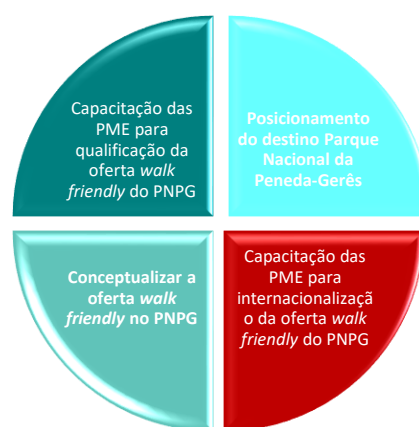 Capacitação das
PME para
qualificação da
oferta walk
friendly do PNPG
Posicionamento
do destino Parque
Nacional da
Peneda-Gerês
Conceptualizar a
oferta walk
friendly no PNPG
Capacitação das
PME para
internacionalizaçã
o da oferta walk
friendly do PNPG